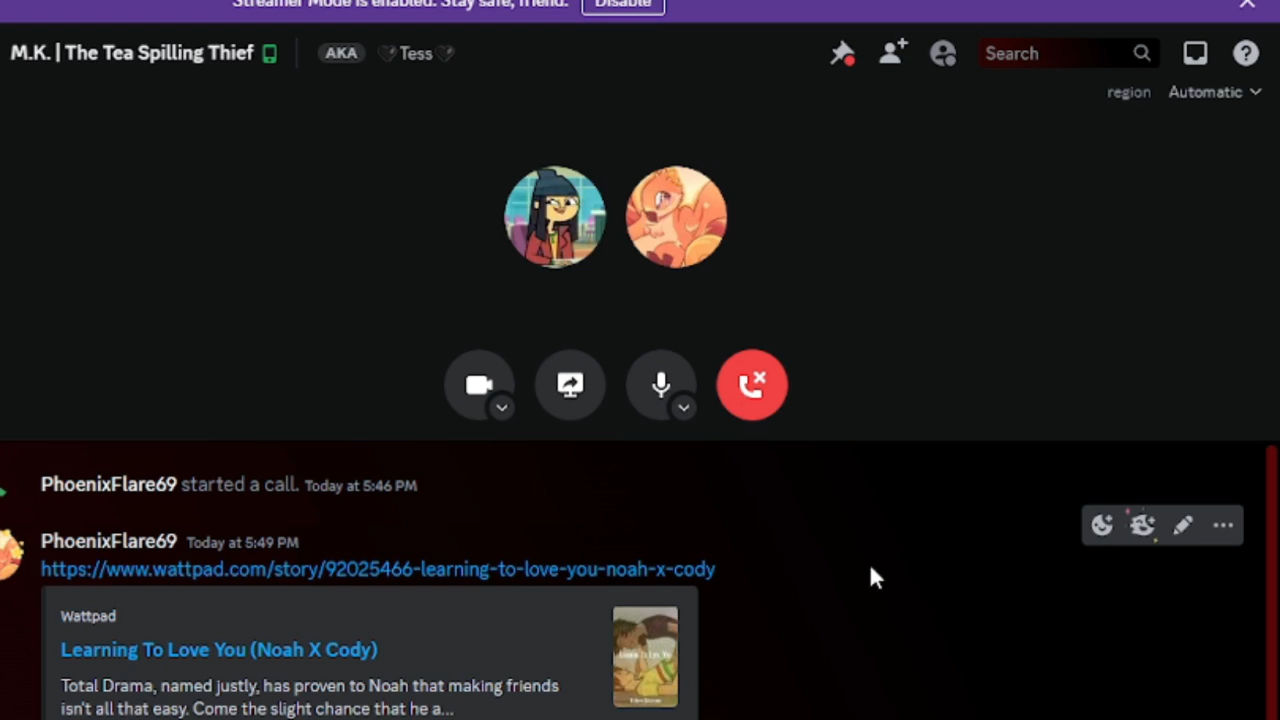 Streamer Mode is enabled. Stay safe, friend. Disable
M.K. | The Tea Spilling Thief AKA 🖤Tess🖤 Search
region Automatic
PhoenixFlare69 started a call. Today at 5:46 PM
PhoenixFlare69 Today at 5:49 PM
https://www.wattpad.com/story/92025466-learning-to-love-you-noah-x-cody
Wattpad
Learning To Love You (Noah X Cody)
Total Drama, named justly, has proven to Noah that making friends
isn't all that easy. Come the slight chance that he a...